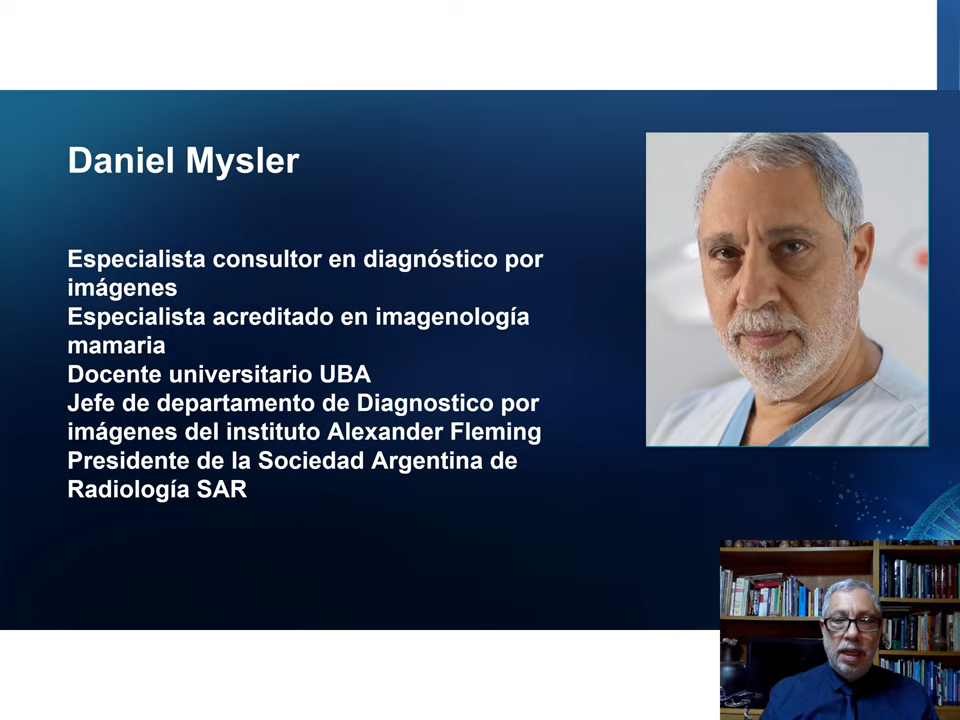 Daniel Mysler
Especialista consultor en diagnóstico por
imágenes
Especialista acreditado en imagenología
mamaria
Docente universitario UBA
Jefe de departamento de Diagnostico por
imágenes del instituto Alexander Fleming
Presidente de la Sociedad Argentina de
Radiología SAR